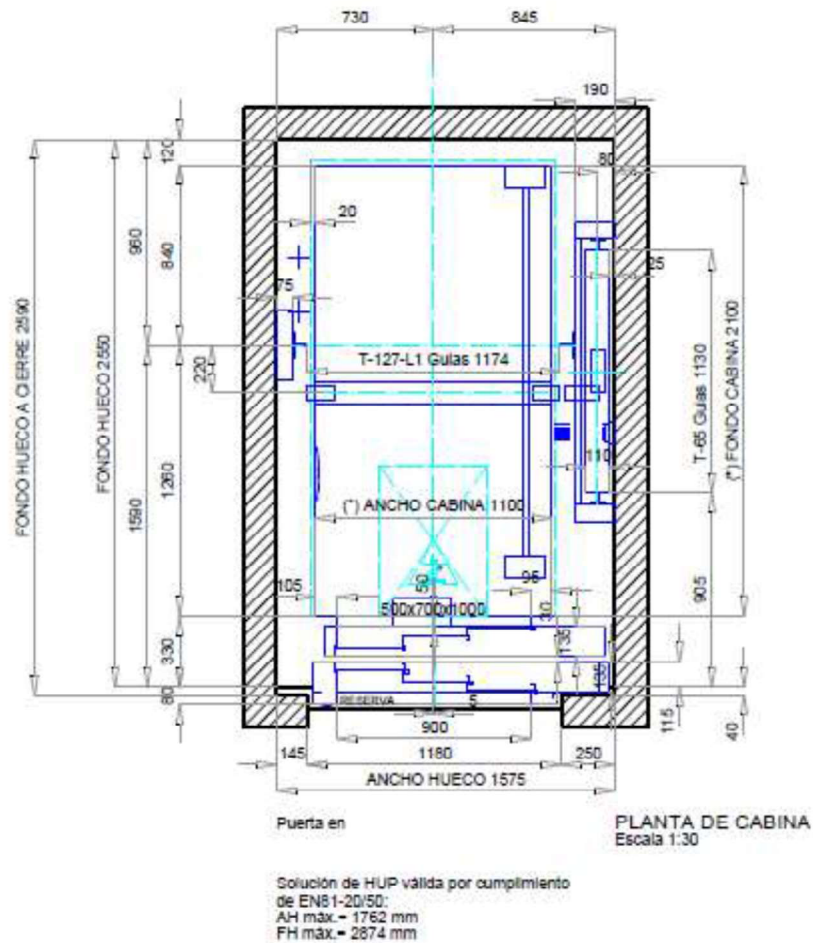 730
845
190
120
80
20
960
840
25
75
T-127-L1 Guias 1174
220
FONDO HUECO A CIERRE 2590
FONDO HUECO 2550
1590
1260
T-65 Guias 1130
(*) FONDO CABINA 2100
110
(*) ANCHO CABINA 1100
105
50
95
905
500x700x1000
30
330
135
135
80
RESERVA
5
115
40
900
145
1180
250
ANCHO HUECO 1575
Puerta en
PLANTA DE CABINA
Escala 1:30
Solución de HUP válida por cumplimiento
de EN81-20/50:
AH máx.= 1762 mm
FH máx.= 2874 mm